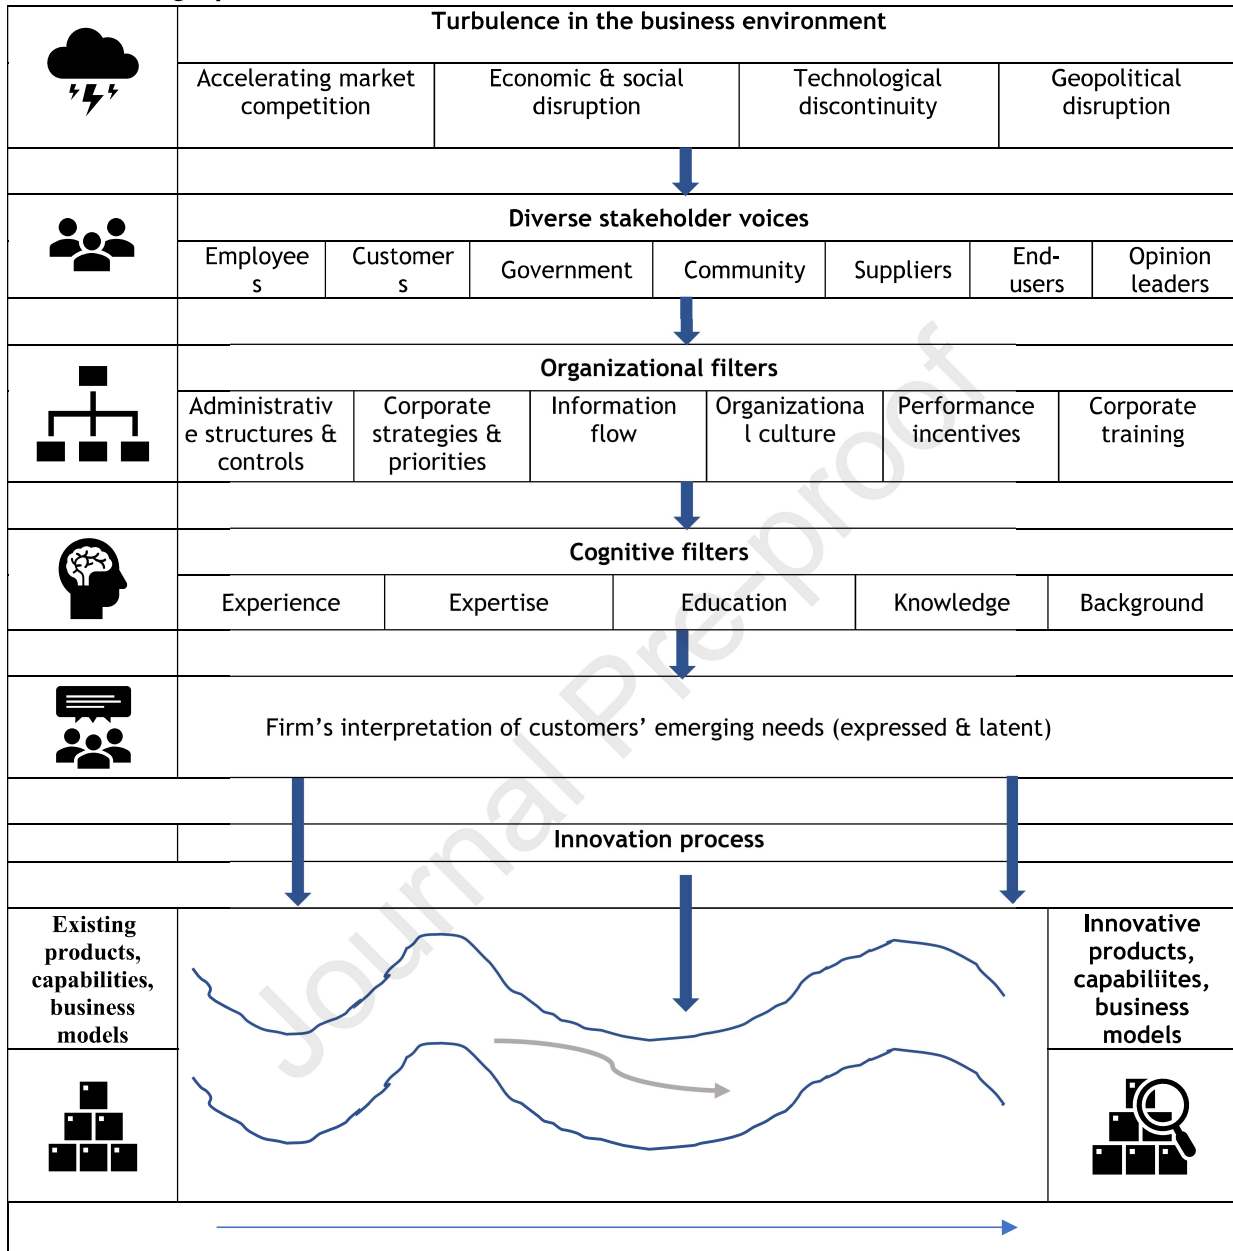 Turbulence in the business environment
Accelerating market
competition
Economic & social
disruption
Technological
discontinuity
Geopolitical
disruption
Diverse stakeholder voices
Employee
s
Customer
s
Government
Community
Suppliers
End-
users
Opinion
leaders
Organizational filters
Administrativ
e structures &
controls
Corporate
strategies &
priorities
Information
flow
Organizationa
l culture
Performance
incentives
Corporate
training
Cognitive filters
Experience
Expertise
Education
Knowledge
Background
Firm's interpretation of customers' emerging needs (expressed & latent)
Innovation process
Existing
products,
capabilities,
business
models
Innovative
products,
capabiliites,
business
models
Journal Pre-proof